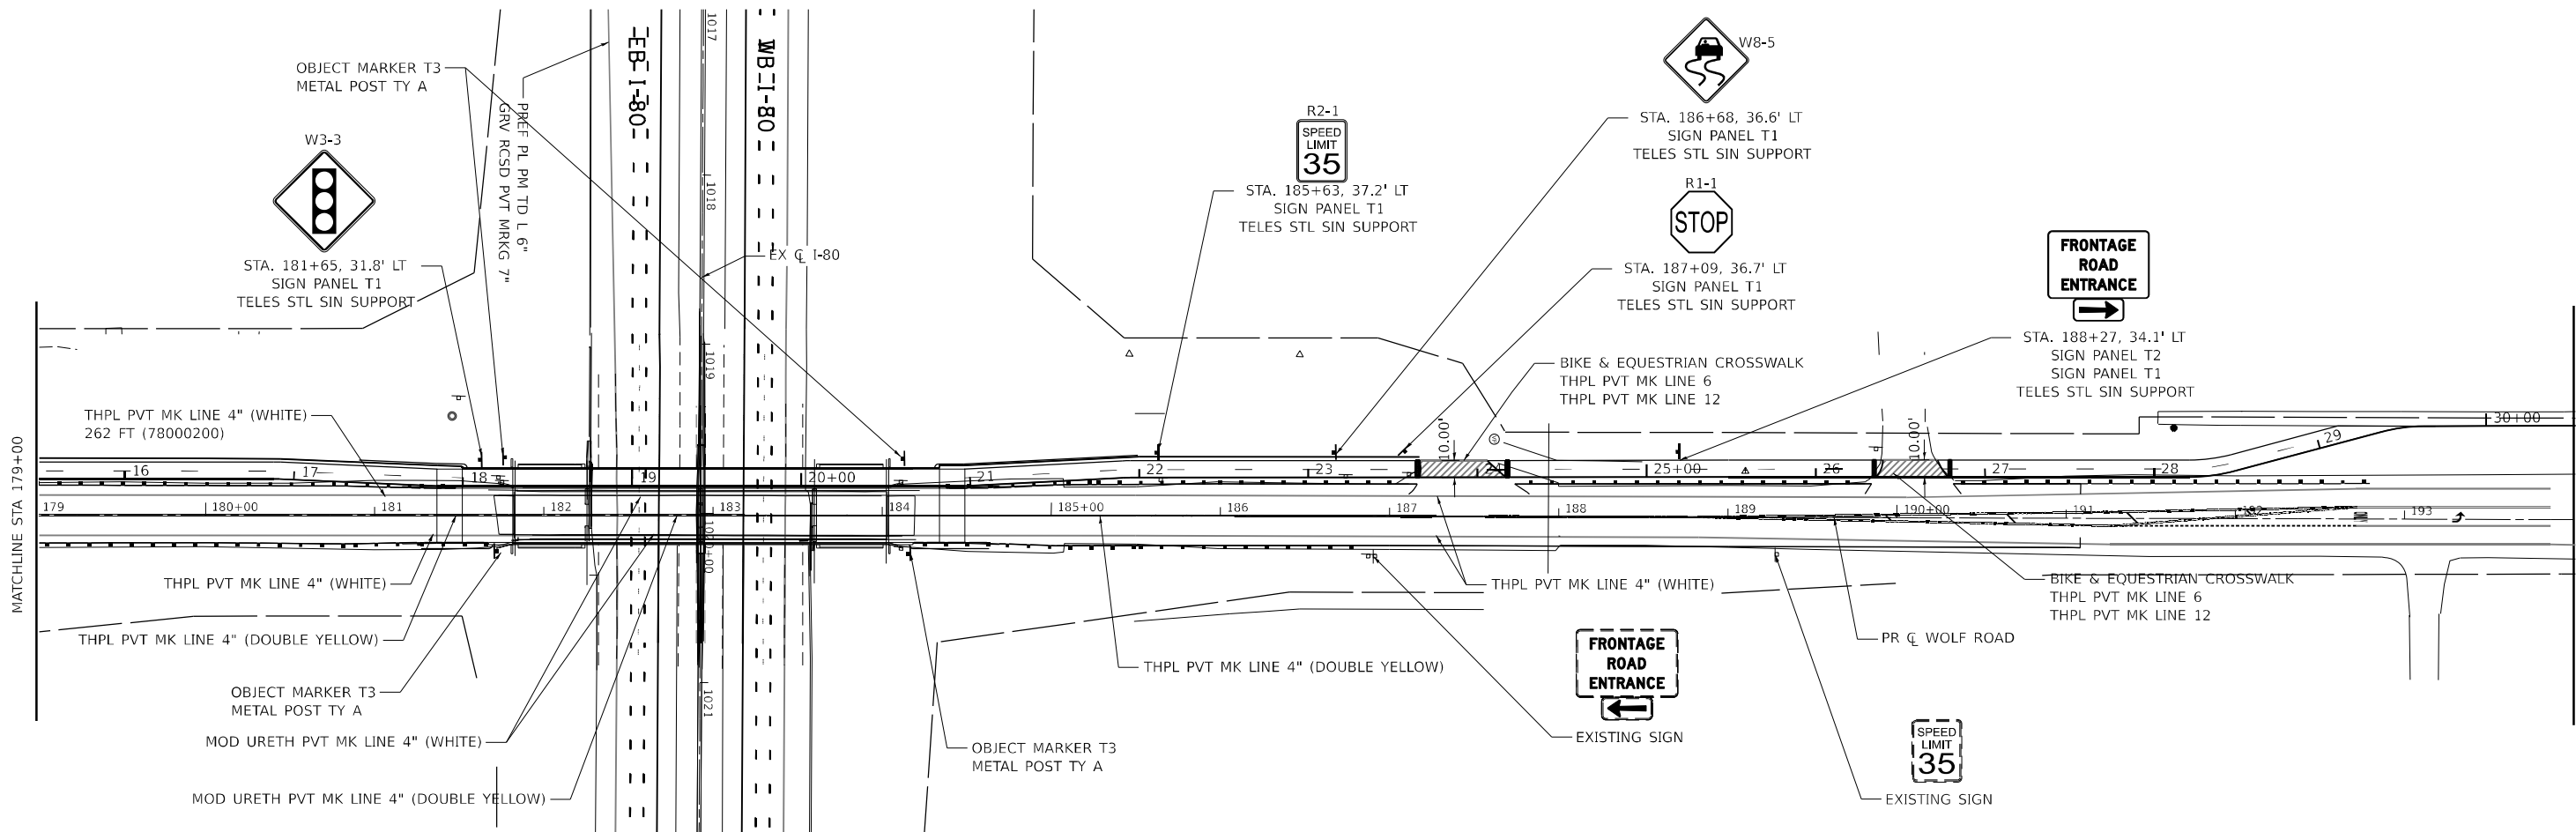 OBJECT MARKER T3
METAL POST TY A
W3-3
STA. 181+65, 31.8' LT
SIGN PANEL T1
TELES STL SIN SUPPORT
PREF PL PM TD L 6"
GRV RCSD PVT MRKG 7"
EB I-80
WB I-80
1017
1018
1019
1020+00
1021
EX ℄ I-80
R2-1
SPEED
LIMIT
35
STA. 185+63, 37.2' LT
SIGN PANEL T1
TELES STL SIN SUPPORT
W8-5
STA. 186+68, 36.6' LT
SIGN PANEL T1
TELES STL SIN SUPPORT
R1-1
STOP
STA. 187+09, 36.7' LT
SIGN PANEL T1
TELES STL SIN SUPPORT
FRONTAGE
ROAD
ENTRANCE
STA. 188+27, 34.1' LT
SIGN PANEL T2
SIGN PANEL T1
TELES STL SIN SUPPORT
BIKE & EQUESTRIAN CROSSWALK
THPL PVT MK LINE 6
THPL PVT MK LINE 12
10.00'
10.00'
MATCHLINE STA 179+00
THPL PVT MK LINE 4" (WHITE)
262 FT (78000200)
16
17
18
19
20+00
21
22
23
24
25+00
26
27
28
29
30+00
S
179
180+00
181
182
183
184
185+00
186
187
188
189
190+00
191
192
193
THPL PVT MK LINE 4" (WHITE)
THPL PVT MK LINE 4" (DOUBLE YELLOW)
OBJECT MARKER T3
METAL POST TY A
MOD URETH PVT MK LINE 4" (WHITE)
MOD URETH PVT MK LINE 4" (DOUBLE YELLOW)
OBJECT MARKER T3
METAL POST TY A
THPL PVT MK LINE 4" (DOUBLE YELLOW)
THPL PVT MK LINE 4" (WHITE)
FRONTAGE
ROAD
ENTRANCE
EXISTING SIGN
PR ℄ WOLF ROAD
BIKE & EQUESTRIAN CROSSWALK
THPL PVT MK LINE 6
THPL PVT MK LINE 12
SPEED
LIMIT
35
EXISTING SIGN